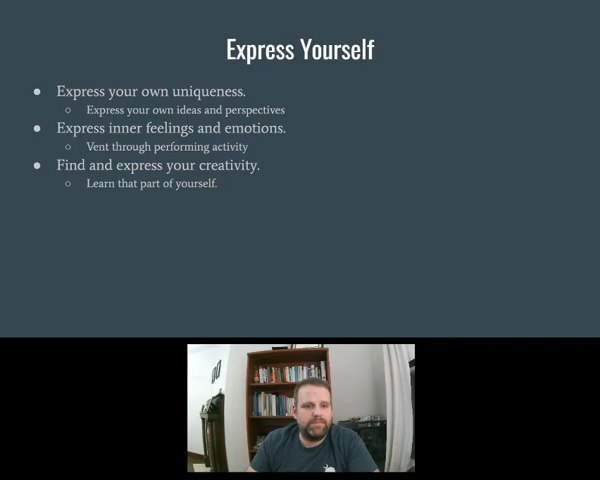 Express Yourself
● Express your own uniqueness.
○ Express your own ideas and perspectives
● Express inner feelings and emotions.
○ Vent through performing activity
● Find and express your creativity.
○ Learn that part of yourself.